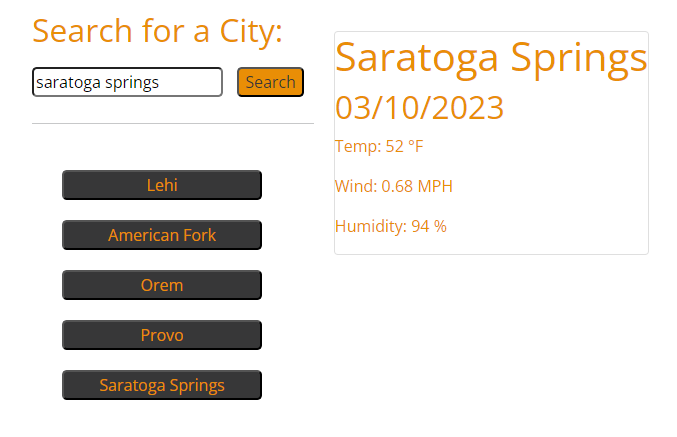 Search for a City:
saratoga springs
Search
Lehi
American Fork
Orem
Provo
Saratoga Springs
Saratoga Springs
03/10/2023
Temp: 52 °F
Wind: 0.68 MPH
Humidity: 94 %